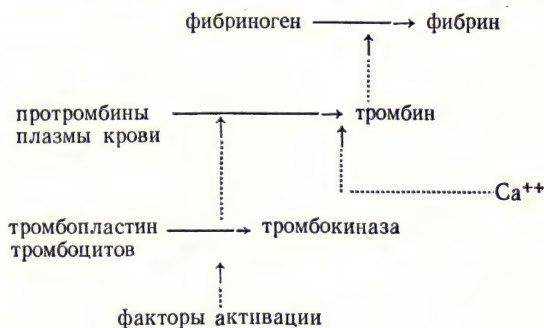 фибриноген фибрин
протромбины тромбин
плазмы крови
Ca++
тромбопластин тромбокиназа
тромбоцитов
факторы активации